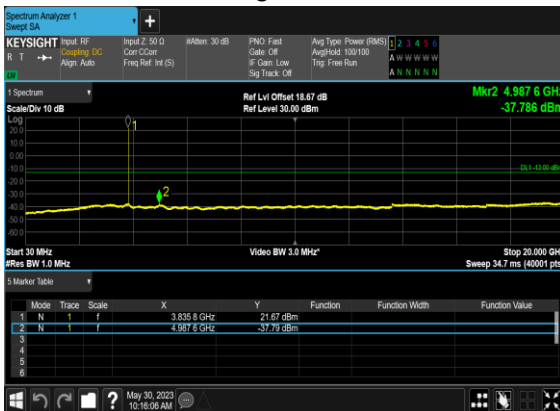 Spectrum Analyzer 1
Swept SA
+
KEYSIGHT Input: RF Input Z: 50 Ω #Atten: 30 dB PNO: Fast Avg Type: Power (RMS) 1 2 3 4 5 6
R T Coupling: DC Corr CCorr Gate: Off Avg|Hold: 100/100 A W W W W W
Align: Auto Freq Ref: Int (S) IF Gain: Low Trig: Free Run
Sig Track: Off A N N N N N
1 Spectrum
Scale/Div 10 dB
Ref Lvl Offset 18.67 dB
Ref Level 30.00 dBm
Mkr2 4.987 6 GHz
-37.786 dBm
Log
20.0
10.0
0.00
-10.0
DL1 -13.00 dBm
-20.0
-30.0
-40.0
-50.0
-60.0
1
2
Start 30 MHz Video BW 3.0 MHz* Stop 20.000 GHz
#Res BW 1.0 MHz Sweep 34.7 ms (40001 pts
5 Marker Table
Mode Trace Scale X Y Function Function Width Function Value
1 N 1 f 3.835 8 GHz 21.67 dBm
2 N 1 f 4.987 6 GHz -37.79 dBm
3
4
5
6
? May 30, 2023
10:16:06 AM